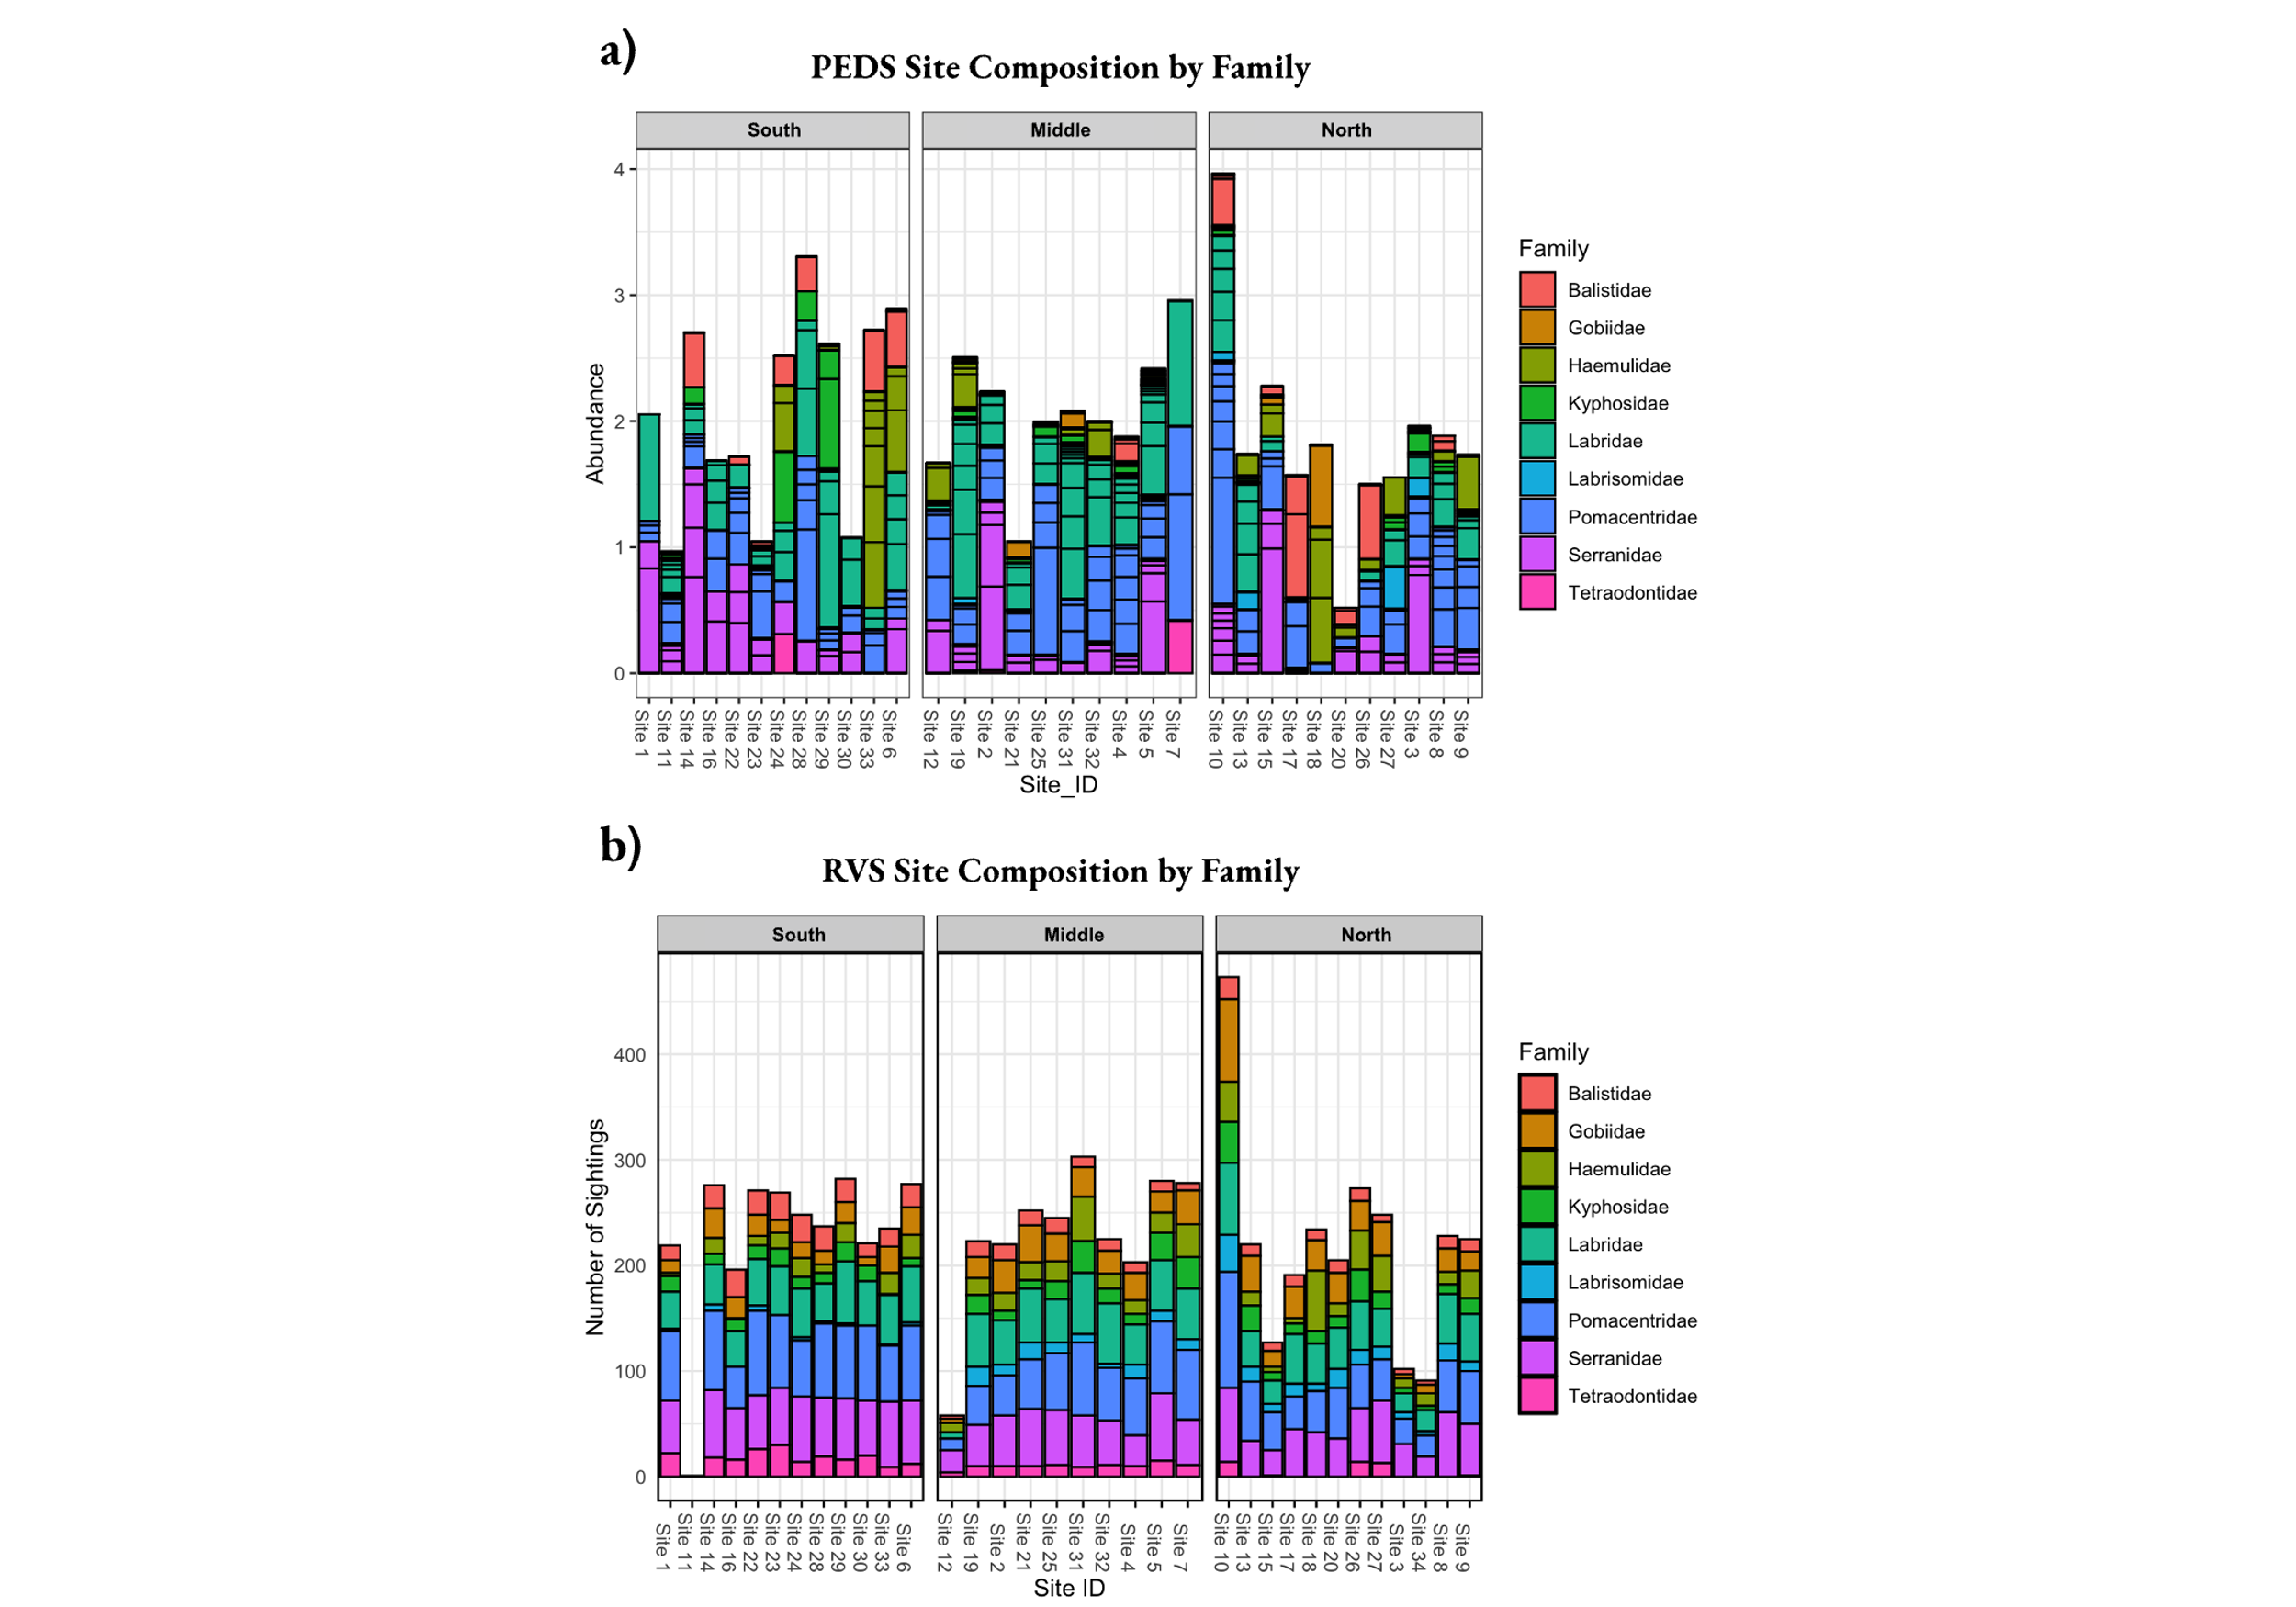 a)
PEDS Site Composition by Family
South Middle North
4
3
2
1
0
Abundance
Site 1 Site 11 Site 14 Site 16 Site 22 Site 23 Site 24 Site 28 Site 29 Site 30 Site 33 Site 6 Site 12 Site 19 Site 2 Site 21 Site 25 Site 31 Site 32 Site 4 Site 5 Site 7 Site 10 Site 13 Site 15 Site 17 Site 18 Site 20 Site 26 Site 27 Site 3 Site 8 Site 9
Site_ID
Family
Balistidae
Gobiidae
Haemulidae
Kyphosidae
Labridae
Labrisomidae
Pomacentridae
Serranidae
Tetraodontidae
b)
RVS Site Composition by Family
South Middle North
400
300
200
100
0
Number of Sightings
Site 1 Site 11 Site 14 Site 16 Site 22 Site 23 Site 24 Site 28 Site 29 Site 30 Site 33 Site 6 Site 12 Site 19 Site 2 Site 21 Site 25 Site 31 Site 32 Site 4 Site 5 Site 7 Site 10 Site 13 Site 15 Site 17 Site 18 Site 20 Site 26 Site 27 Site 3 Site 34 Site 8 Site 9
Site ID
Family
Balistidae
Gobiidae
Haemulidae
Kyphosidae
Labridae
Labrisomidae
Pomacentridae
Serranidae
Tetraodontidae